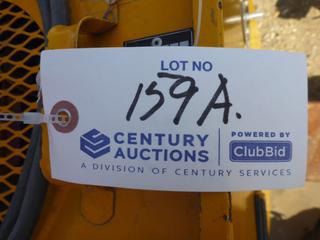 LOT NO
159A.
CENTURY
AUCTIONS
POWERED BY
ClubBid
A DIVISION OF CENTURY SERVICES